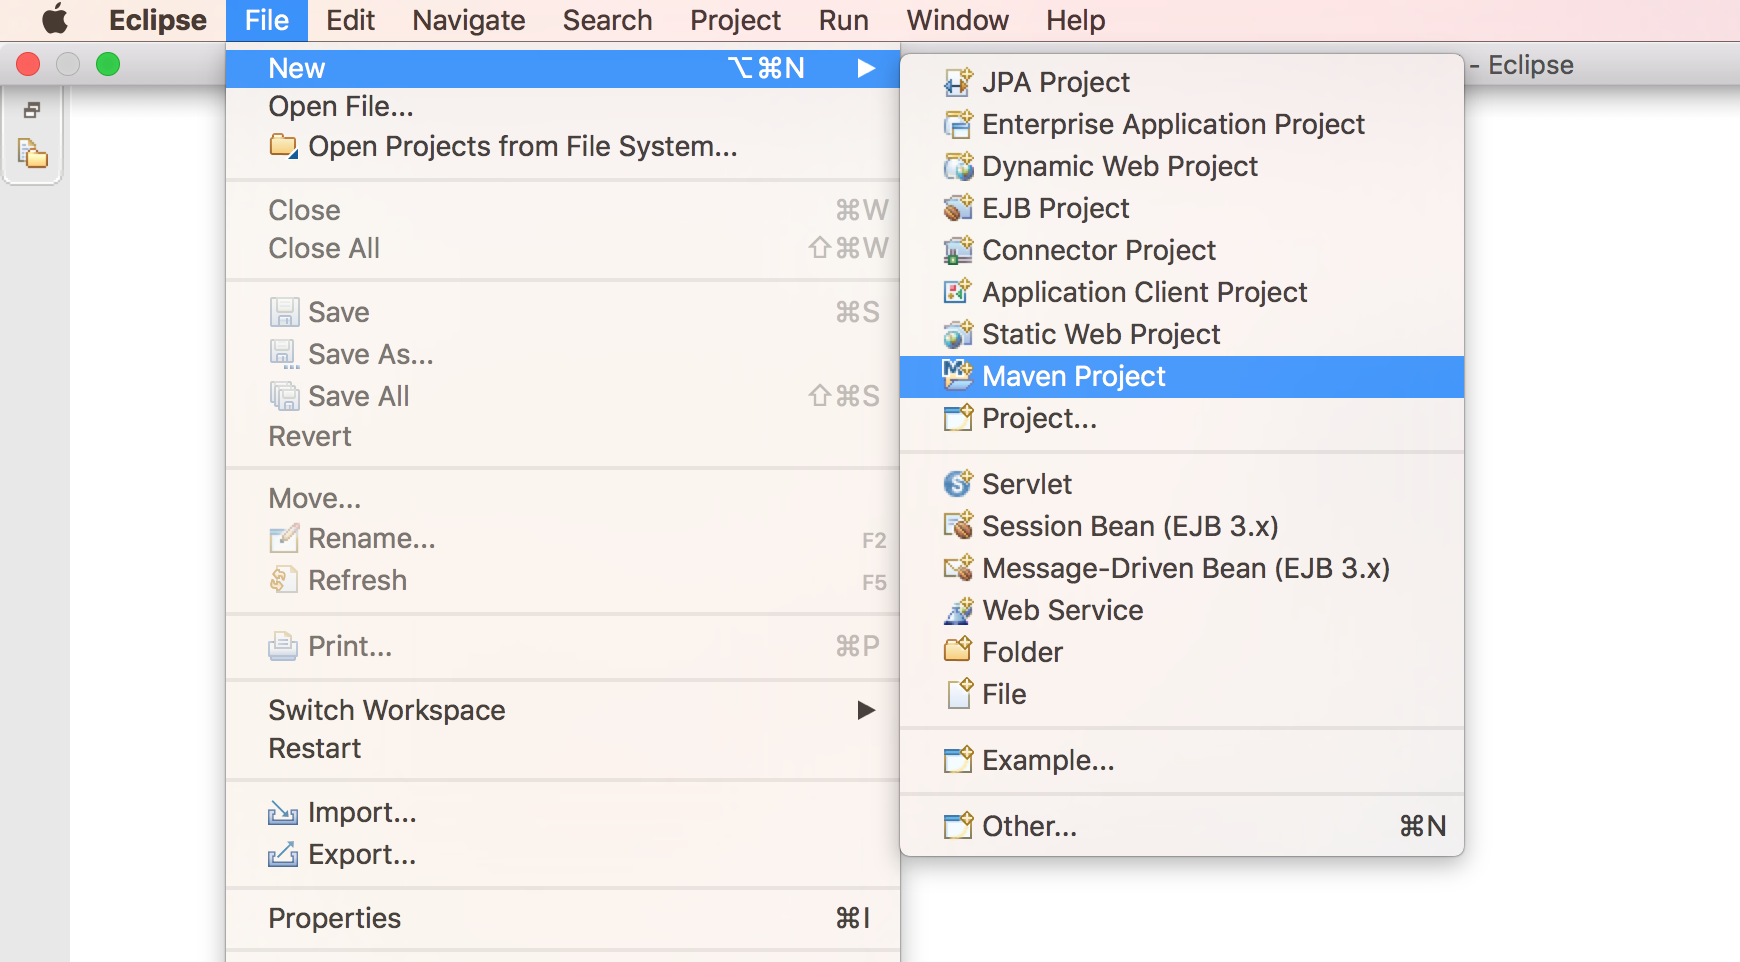 Eclipse File Edit Navigate Search Project Run Window Help
- Eclipse
New ⌥⌘N ▶
Open File...
Open Projects from File System...
Close ⌘W
Close All ⇧⌘W
Save ⌘S
Save As...
Save All ⇧⌘S
Revert
Move...
Rename... F2
Refresh F5
Print... ⌘P
Switch Workspace ▶
Restart
Import...
Export...
Properties ⌘I
JPA Project
Enterprise Application Project
Dynamic Web Project
EJB Project
Connector Project
Application Client Project
Static Web Project
Maven Project
Project...
Servlet
Session Bean (EJB 3.x)
Message-Driven Bean (EJB 3.x)
Web Service
Folder
File
Example...
Other... ⌘N